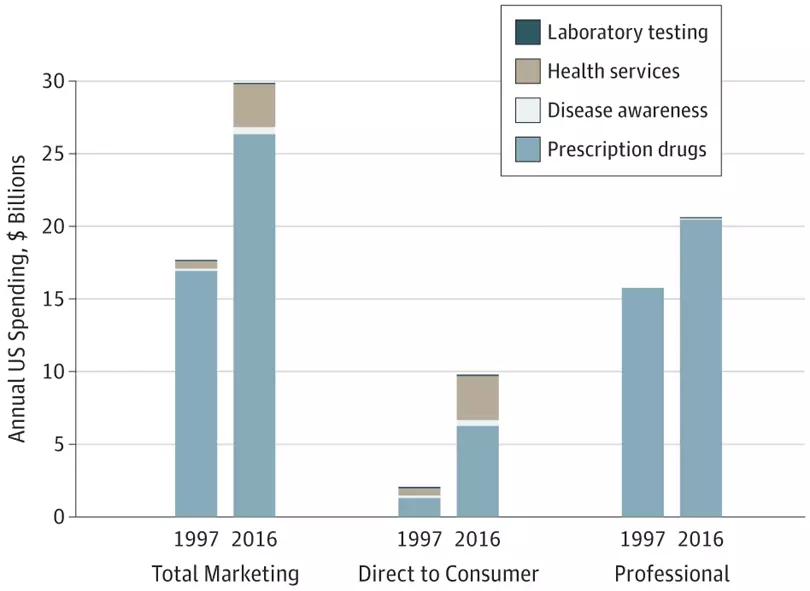 Laboratory testing
Health services
Disease awareness
Prescription drugs
Annual US Spending, $ Billions
30
25
20
15
10
5
0
1997 2016 1997 2016 1997 2016
Total Marketing Direct to Consumer Professional